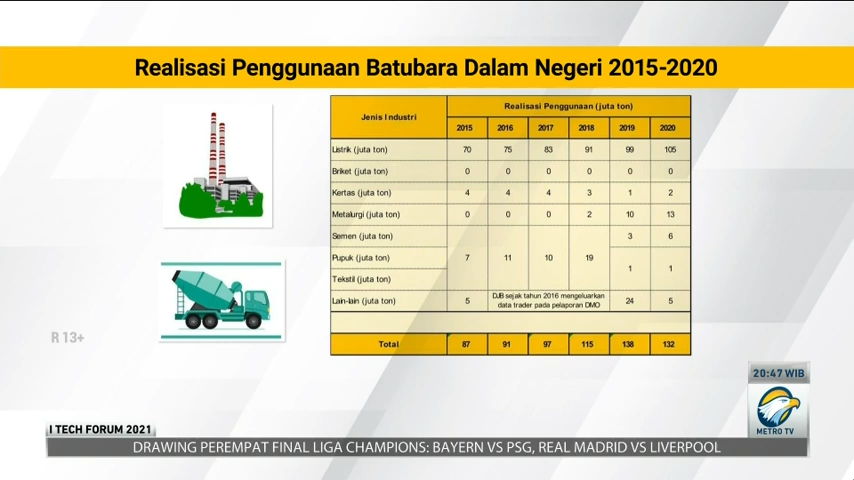 Realisasi Penggunaan Batubara Dalam Negeri 2015-2020
Jenis Industri
Realisasi Penggunaan (juta ton)
2015 2016 2017 2018 2019 2020
Listrik (juta ton) 70 75 83 91 99 105
Briket (juta ton) 0 0 0 0 0 0
Kertas (juta ton) 4 4 4 3 1 2
Metalurgi (juta ton) 0 0 0 2 10 13
Semen (juta ton) 3 6
Pupuk (juta ton) 7 11 10 19
1 1
Tekstil (juta ton)
Lain-lain (juta ton) 5 DJB sejak tahun 2016 mengeluarkan
data trader pada pelaporan DMO 24 5
Total 87 91 97 115 138 132
R 13+
20:47 WIB
METRO TV
I TECH FORUM 2021
DRAWING PEREMPAT FINAL LIGA CHAMPIONS: BAYERN VS PSG, REAL MADRID VS LIVERPOOL